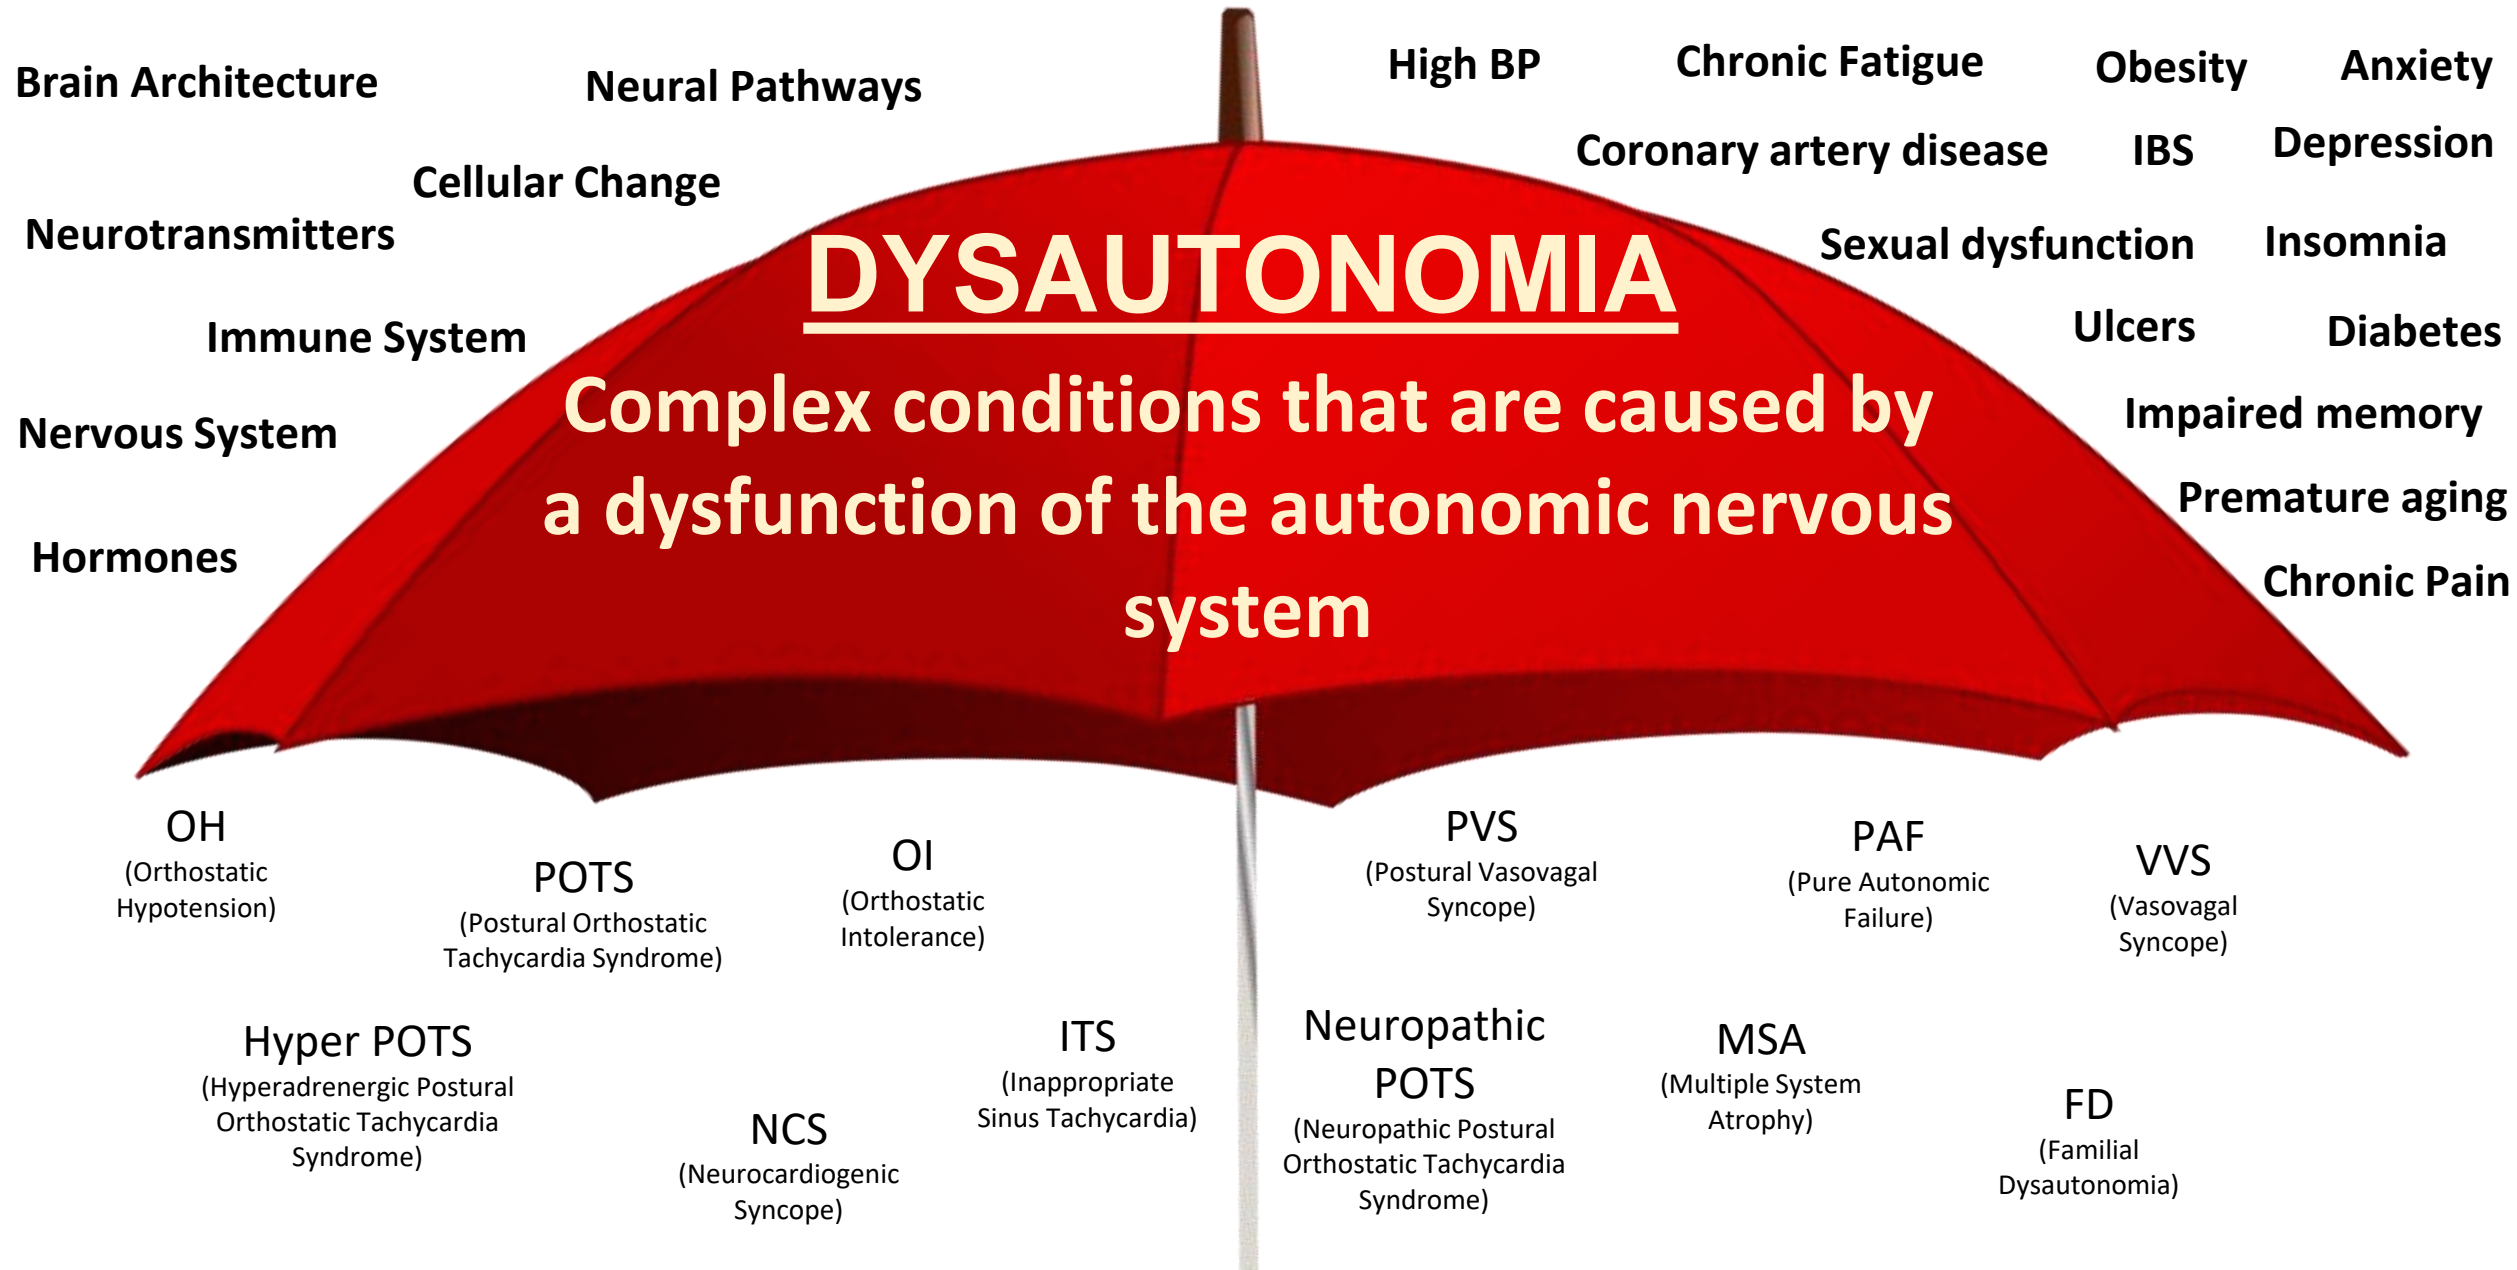 Brain Architecture
Neural Pathways
Cellular Change
Neurotransmitters
Immune System
Nervous System
Hormones
High BP
Chronic Fatigue
Obesity
Anxiety
Coronary artery disease
IBS
Depression
Sexual dysfunction
Insomnia
Ulcers
Diabetes
Impaired memory
Premature aging
Chronic Pain
DYSAUTONOMIA
Complex conditions that are caused by
a dysfunction of the autonomic nervous
system
OH
(Orthostatic
Hypotension)
POTS
(Postural Orthostatic
Tachycardia Syndrome)
OI
(Orthostatic
Intolerance)
PVS
(Postural Vasovagal
Syncope)
PAF
(Pure Autonomic
Failure)
VVS
(Vasovagal
Syncope)
Hyper POTS
(Hyperadrenergic Postural
Orthostatic Tachycardia
Syndrome)
NCS
(Neurocardiogenic
Syncope)
ITS
(Inappropriate
Sinus Tachycardia)
Neuropathic
POTS
(Neuropathic Postural
Orthostatic Tachycardia
Syndrome)
MSA
(Multiple System
Atrophy)
FD
(Familial
Dysautonomia)